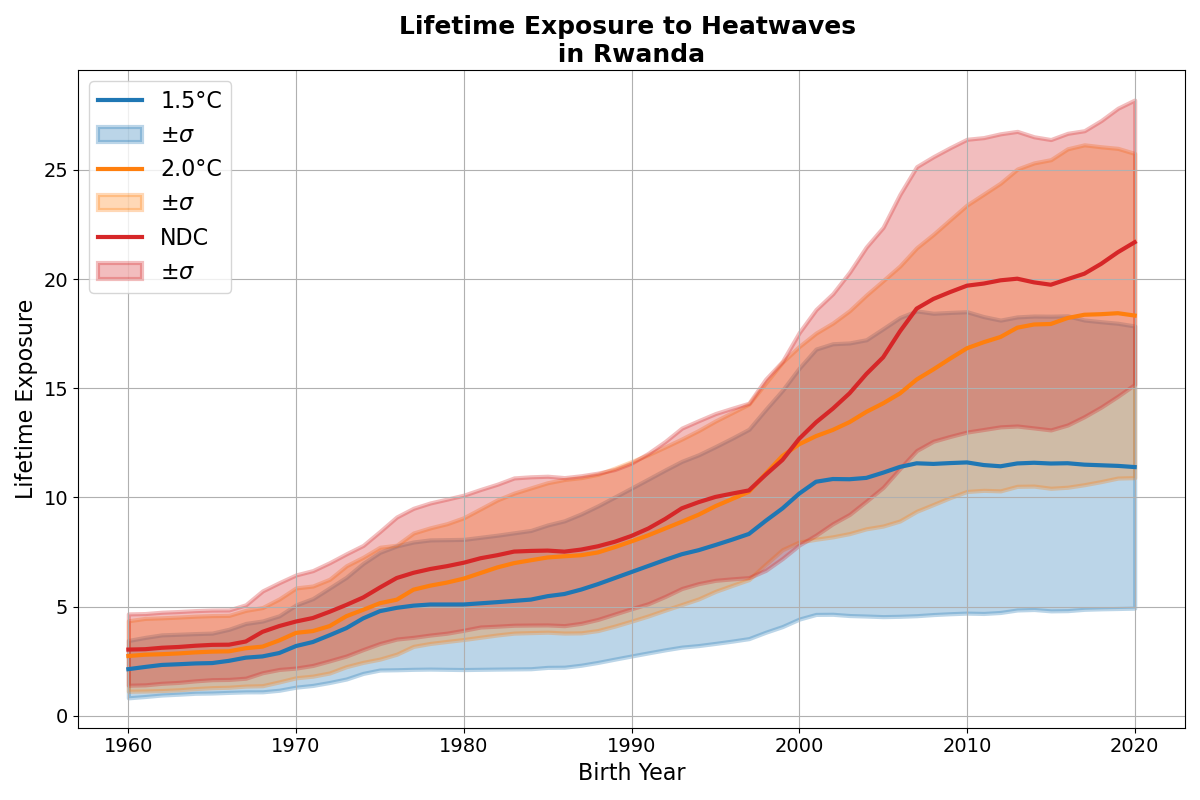 Lifetime Exposure to Heatwaves
in Rwanda
1.5°C
±σ
2.0°C
±σ
NDC
±σ
Lifetime Exposure
25
20
15
10
5
0
1960 1970 1980 1990 2000 2010 2020
Birth Year